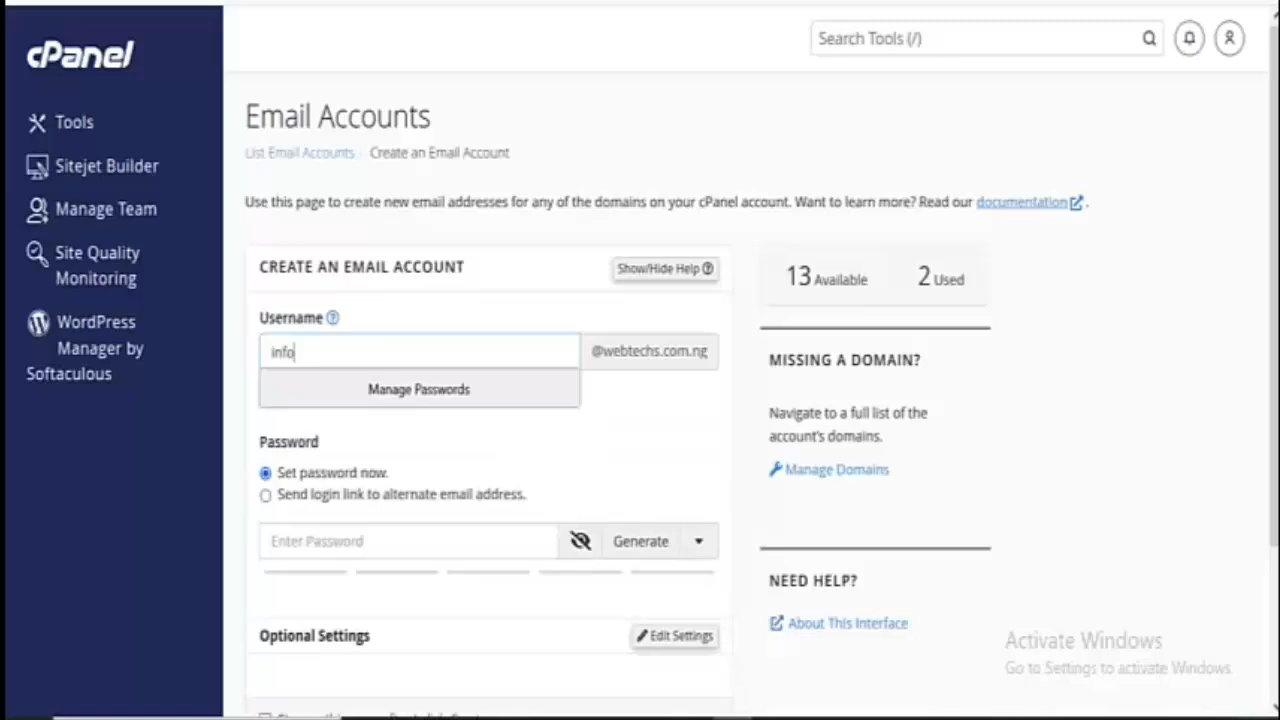 cPanel
Search Tools (/)
Tools
Sitejet Builder
Manage Team
Site Quality
Monitoring
WordPress
Manager by
Softaculous
Email Accounts
List Email Accounts
Create an Email Account
Use this page to create new email addresses for any of the domains on your cPanel account. Want to learn more? Read our documentation.
CREATE AN EMAIL ACCOUNT
Show/Hide Help
Username
info
@webtechs.com.ng
Manage Passwords
Password
Set password now.
Send login link to alternate email address.
Enter Password
Generate
Optional Settings
Edit Settings
13 Available
2 Used
MISSING A DOMAIN?
Navigate to a full list of the
account's domains.
Manage Domains
NEED HELP?
About This Interface
Activate Windows
Go to Settings to activate Windows.